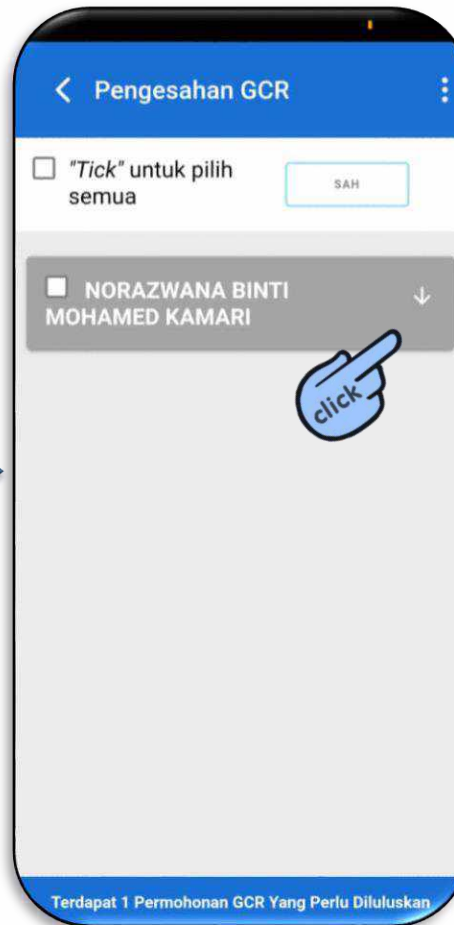 Pengesahan GCR
"Tick" untuk pilih
semua
SAH
NORAZWANA BINTI
MOHAMED KAMARI
click
Terdapat 1 Permohonan GCR Yang Perlu Diluluskan